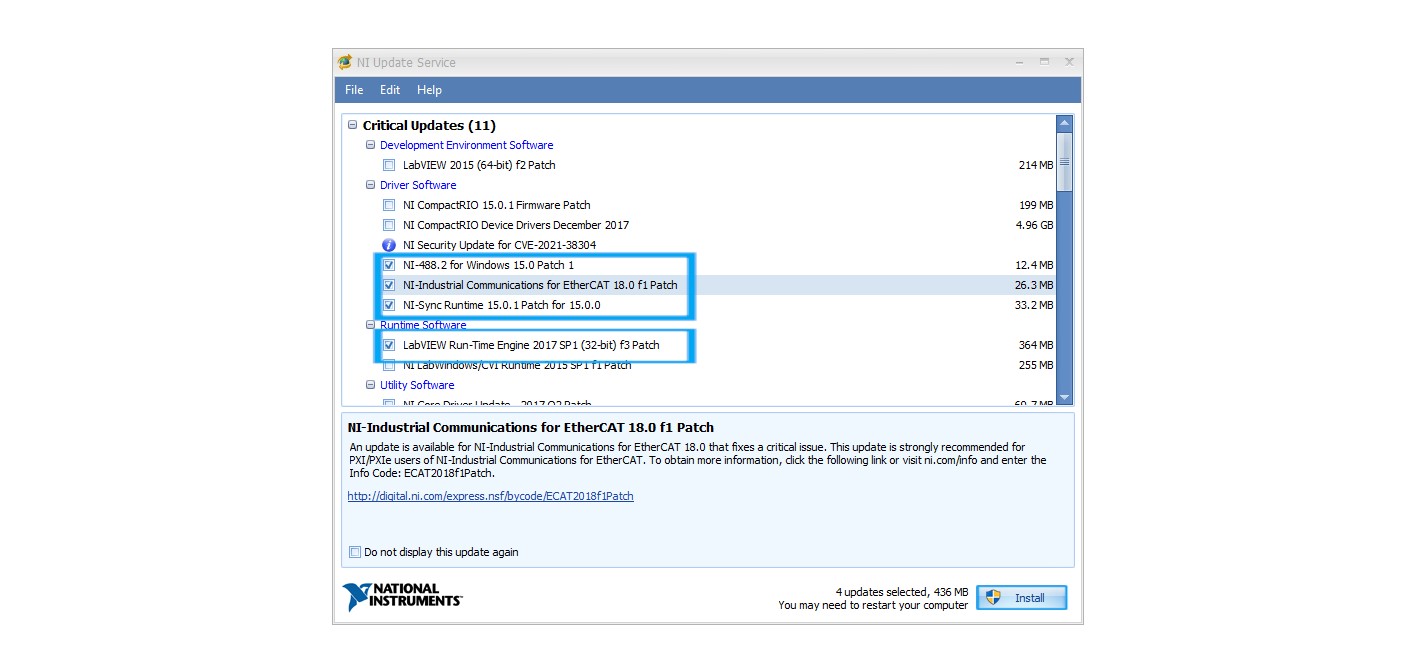 NI Update Service
File Edit Help
Critical Updates (11)
Development Environment Software
LabVIEW 2015 (64-bit) f2 Patch 214 MB
Driver Software
NI CompactRIO 15.0.1 Firmware Patch 199 MB
NI CompactRIO Device Drivers December 2017 4.96 GB
NI Security Update for CVE-2021-38304
NI-488.2 for Windows 15.0 Patch 1 12.4 MB
NI-Industrial Communications for EtherCAT 18.0 f1 Patch 26.3 MB
NI-Sync Runtime 15.0.1 Patch for 15.0.0 33.2 MB
Runtime Software
LabVIEW Run-Time Engine 2017 SP1 (32-bit) f3 Patch 364 MB
NI LabWindows/CVI Runtime 2015 SP1 f1 Patch 255 MB
Utility Software
NI Core Driver Update - 2017 Q2 Patch 69.7 MB
NI-Industrial Communications for EtherCAT 18.0 f1 Patch
An update is available for NI-Industrial Communications for EtherCAT 18.0 that fixes a critical issue. This update is strongly recommended for
PXI/PXIe users of NI-Industrial Communications for EtherCAT. To obtain more information, click the following link or visit ni.com/info and enter the
Info Code: ECAT2018f1Patch.
http://digital.ni.com/express.nsf/bycode/ECAT2018f1Patch
Do not display this update again
NATIONAL
INSTRUMENTS
4 updates selected, 436 MB
You may need to restart your computer
Install